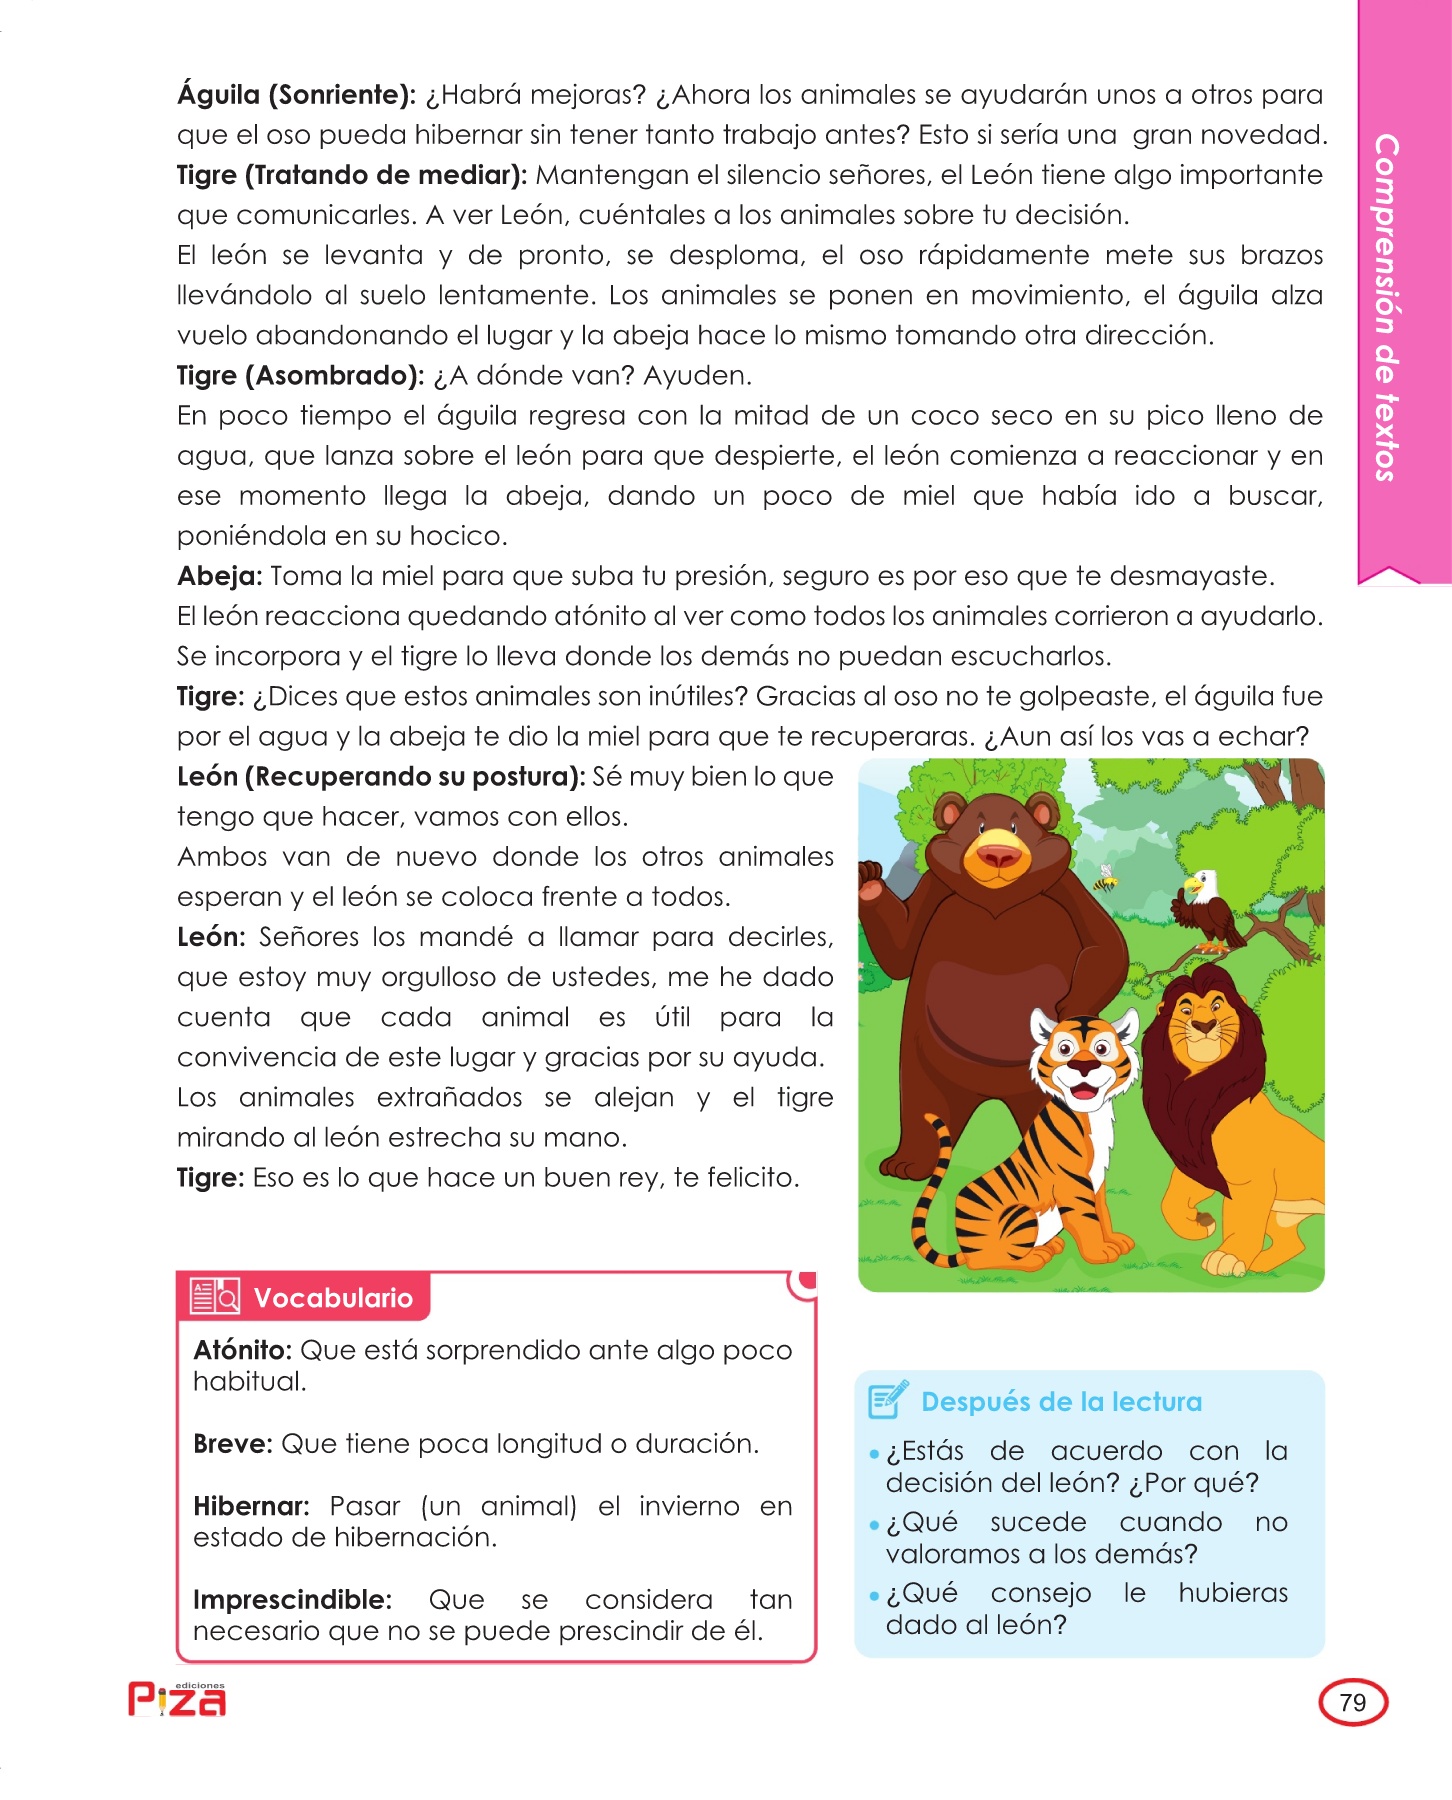 Águila (Sonriente): ¿Habrá mejoras? ¿Ahora los animales se ayudarán unos a otros para
que el oso pueda hibernar sin tener tanto trabajo antes? Esto si sería una gran novedad.
Tigre (Tratando de mediar): Mantengan el silencio señores, el León tiene algo importante
que comunicarles. A ver León, cuéntales a los animales sobre tu decisión.
El león se levanta y de pronto, se desploma, el oso rápidamente mete sus brazos
llevándolo al suelo lentamente. Los animales se ponen en movimiento, el águila alza
vuelo abandonando el lugar y la abeja hace lo mismo tomando otra dirección.
Tigre (Asombrado): ¿A dónde van? Ayuden.
En poco tiempo el águila regresa con la mitad de un coco seco en su pico lleno de
agua, que lanza sobre el león para que despierte, el león comienza a reaccionar y en
ese momento llega la abeja, dando un poco de miel que había ido a buscar,
poniéndola en su hocico.
Abeja: Toma la miel para que suba tu presión, seguro es por eso que te desmayaste.
El león reacciona quedando atónito al ver como todos los animales corrieron a ayudarlo.
Se incorpora y el tigre lo lleva donde los demás no puedan escucharlos.
Tigre: ¿Dices que estos animales son inútiles? Gracias al oso no te golpeaste, el águila fue
por el agua y la abeja te dio la miel para que te recuperaras. ¿Aun así los vas a echar?
León (Recuperando su postura): Sé muy bien lo que
tengo que hacer, vamos con ellos.
Ambos van de nuevo donde los otros animales
esperan y el león se coloca frente a todos.
León: Señores los mandé a llamar para decirles,
que estoy muy orgulloso de ustedes, me he dado
cuenta que cada animal es útil para la
convivencia de este lugar y gracias por su ayuda.
Los animales extrañados se alejan y el tigre
mirando al león estrecha su mano.
Tigre: Eso es lo que hace un buen rey, te felicito.
Vocabulario
Atónito: Que está sorprendido ante algo poco
habitual.
Breve: Que tiene poca longitud o duración.
Hibernar: Pasar (un animal) el invierno en
estado de hibernación.
Imprescindible: Que se considera tan
necesario que no se puede prescindir de él.
Después de la lectura
• ¿Estás de acuerdo con la
decisión del león? ¿Por qué?
• ¿Qué sucede cuando no
valoramos a los demás?
• ¿Qué consejo le hubieras
dado al león?
Comprensión de textos
ediciones
Piza
79